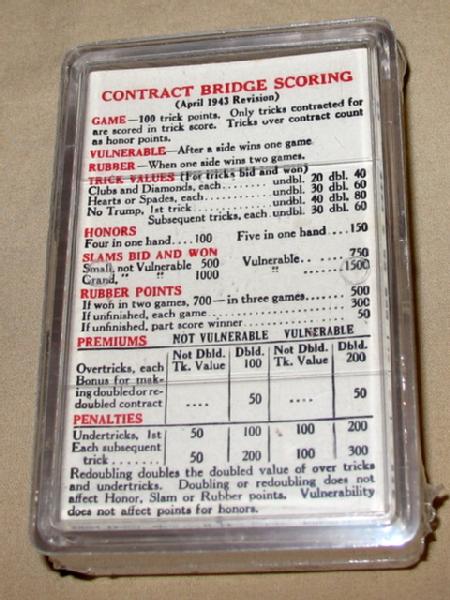 CONTRACT BRIDGE SCORING
(April 1943 Revision)
GAME—100 trick points. Only tricks contracted for
are scored in trick score. Tricks over contract count
as honor points.
VULNERABLE—After a side wins one game
RUBBER—When one side wins two games.
TRICK VALUES (For tricks bid and won)
Clubs and Diamonds, each........undbl. 20 dbl. 40
Hearts or Spades, each........undbl. 30 dbl. 60
No Trump, 1st trick........undbl. 40 dbl. 80
Subsequent tricks, each..undbl. 30 dbl. 60
HONORS
Four in one hand....100 Five in one hand....150
SLAMS BID AND WON
Small, not Vulnerable 500 Vulnerable...... 750
Grand, " " 1000 " ....1500
RUBBER POINTS
If won in two games, 700—in three games....... 500
If unfinished, each game...................... 300
If unfinished, part score winner.............. 50
PREMIUMS NOT VULNERABLE VULNERABLE
Not Dbld. Dbld. Not Dbld. Dbld.
Overtricks, each Tk. Value 100 Tk. Value 200
Bonus for mak-
ing doubled or re- .... 50 .... 50
doubled contract
PENALTIES
Undertricks, 1st 50 100 100 200
Each subsequent
trick........ 50 200 100 300
Redoubling doubles the doubled value of over tricks
and undertricks. Doubling or redoubling does not
affect Honor, Slam or Rubber points. Vulnerability
does not affect points for honors.